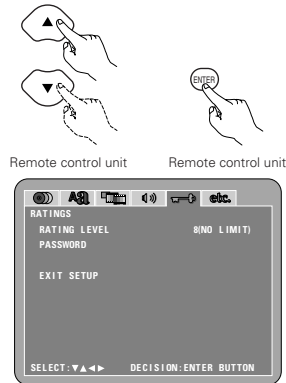 ENTER
Remote control unit
Remote control unit
etc.
RATINGS
RATING LEVEL 8(NO LIMIT)
PASSWORD
EXIT SETUP
SELECT:▼▲◄► DECISION:ENTER BUTTON